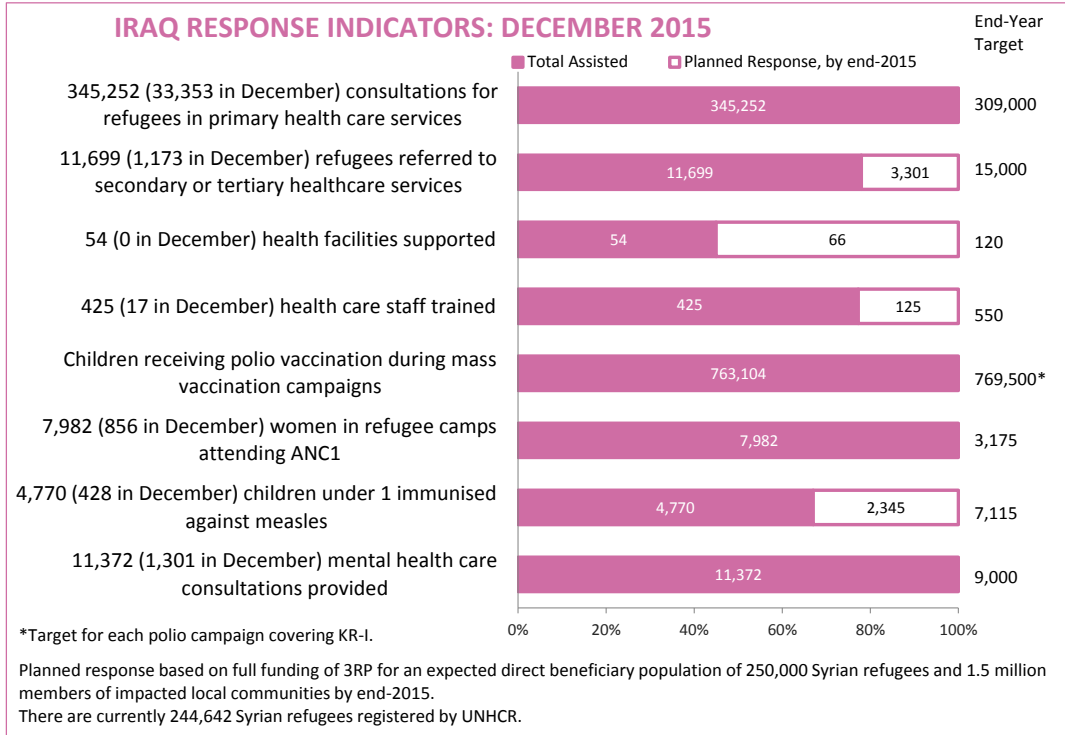 IRAQ RESPONSE INDICATORS: DECEMBER 2015
End-Year
Target
Total Assisted
Planned Response, by end-2015
345,252 (33,353 in December) consultations for
refugees in primary health care services
345,252
309,000
11,699 (1,173 in December) refugees referred to
secondary or tertiary healthcare services
11,699
3,301
15,000
54 (0 in December) health facilities supported
54
66
120
425 (17 in December) health care staff trained
425
125
550
Children receiving polio vaccination during mass
vaccination campaigns
763,104
769,500*
7,982 (856 in December) women in refugee camps
attending ANC1
7,982
3,175
4,770 (428 in December) children under 1 immunised
against measles
4,770
2,345
7,115
11,372 (1,301 in December) mental health care
consultations provided
11,372
9,000
0%
20%
40%
60%
80%
100%
*Target for each polio campaign covering KR-I.
Planned response based on full funding of 3RP for an expected direct beneficiary population of 250,000 Syrian refugees and 1.5 million
members of impacted local communities by end-2015.
There are currently 244,642 Syrian refugees registered by UNHCR.